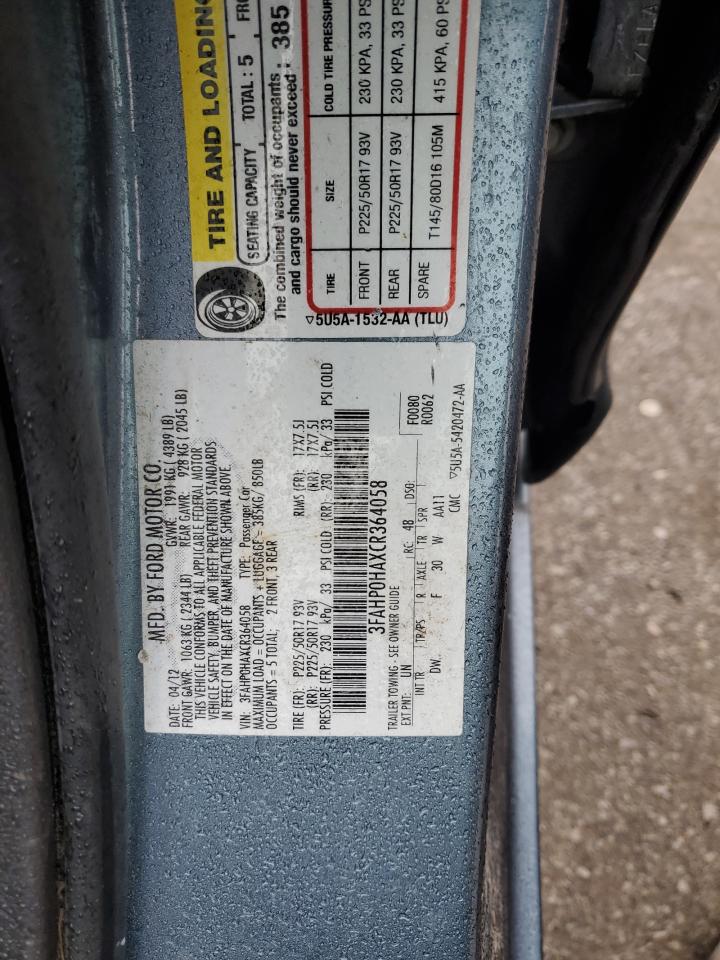 TIRE AND LOADING
SEATING CAPACITY TOTAL: 5 FRO
The combined weight of occupants
and cargo should never exceed: 385
TIRE SIZE COLD TIRE PRESSUR
FRONT P225/50R17 93V 230 KPA, 33 PS
REAR P225/50R17 93V 230 KPA, 33 PS
SPARE T145/80D16 105M 415 KPA, 60 PS
▽5U5A-1532-AA (TLU)
MFD. BY FORD MOTOR CO.
DATE: 04/12 GVWR: 1991 KG ( 4389 LB)
FRONT GAWR: 1063 KG ( 2344 LB) REAR GAWR: 928 KG ( 2045 LB)
THIS VEHICLE CONFORMS TO ALL APPLICABLE FEDERAL MOTOR
VEHICLE SAFETY, BUMPER, AND THEFT PREVENTION STANDARDS
IN EFFECT ON THE DATE OF MANUFACTURE SHOWN ABOVE.
VIN: 3FAHP0HAXCR364058 TYPE: Passenger Car
MAXIMUM LOAD = OCCUPANTS + LUGGAGE = 385KG/ 850LB
OCCUPANTS = 5 TOTAL; 2 FRONT, 3 REAR
TIRE (FR): P225/50R17 93V RIMS (FR): 17X7.5J
(RR): P225/50R17 93V (RR): 17X7.5J
PRESSURE (FR): 230 kPa/ 33 PSI COLD (RR): 230 kPa/ 33 PSI COLD
3FAHP0HAXCR364058
TRAILER TOWING - SEE OWNER GUIDE F0080
R0062
EXT PNT: UN RC: 4B DSO:
INT TR TP/PS R AXLE TR SPR
DW. F 30 W AA11
CMC ▽5U5A-5420472-AA